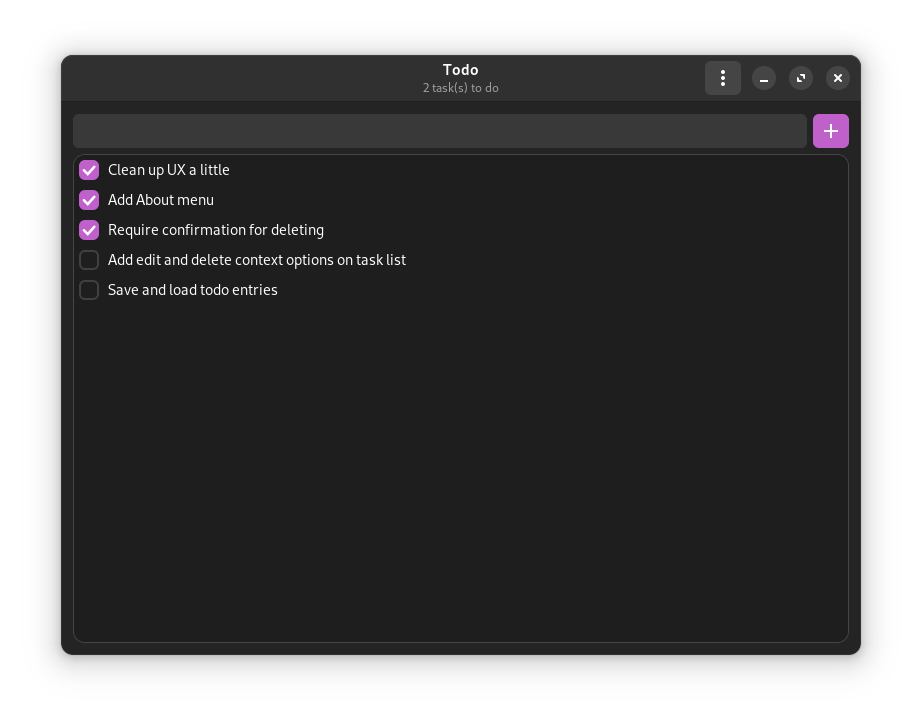 Todo
2 task(s) to do
Clean up UX a little
Add About menu
Require confirmation for deleting
Add edit and delete context options on task list
Save and load todo entries